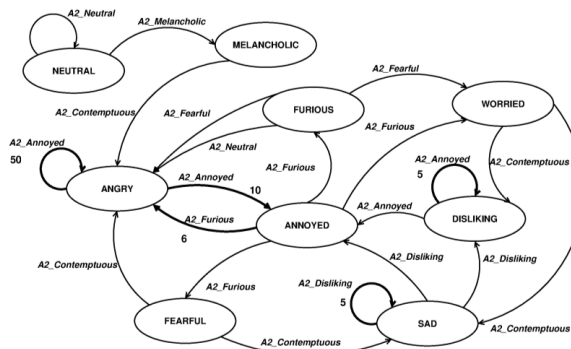 A2_Neutral
A2_Melancholic
MELANCHOLIC
NEUTRAL
A2_Fearful
A2_Contemptuous
A2_Fearful
FURIOUS
WORRIED
A2_Neutral
A2_Furious
A2_Annoyed
50
A2_Furious
A2_Annoyed
5
A2_Contemptuous
ANGRY
A2_Annoyed
10
A2_Annoyed
DISLIKING
A2_Furious
6
ANNOYED
A2_Contemptuous
A2_Disliking
A2_Disliking
A2_Furious
A2_Disliking
5
FEARFUL
SAD
A2_Contemptuous
A2_Contemptuous